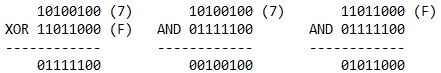 10100100 (7)       10100100 (7)       11011000 (F)
XOR 11011000 (F)   AND 01111100       AND 01111100
------------       ------------       ------------
    01111100           00100100           01011000